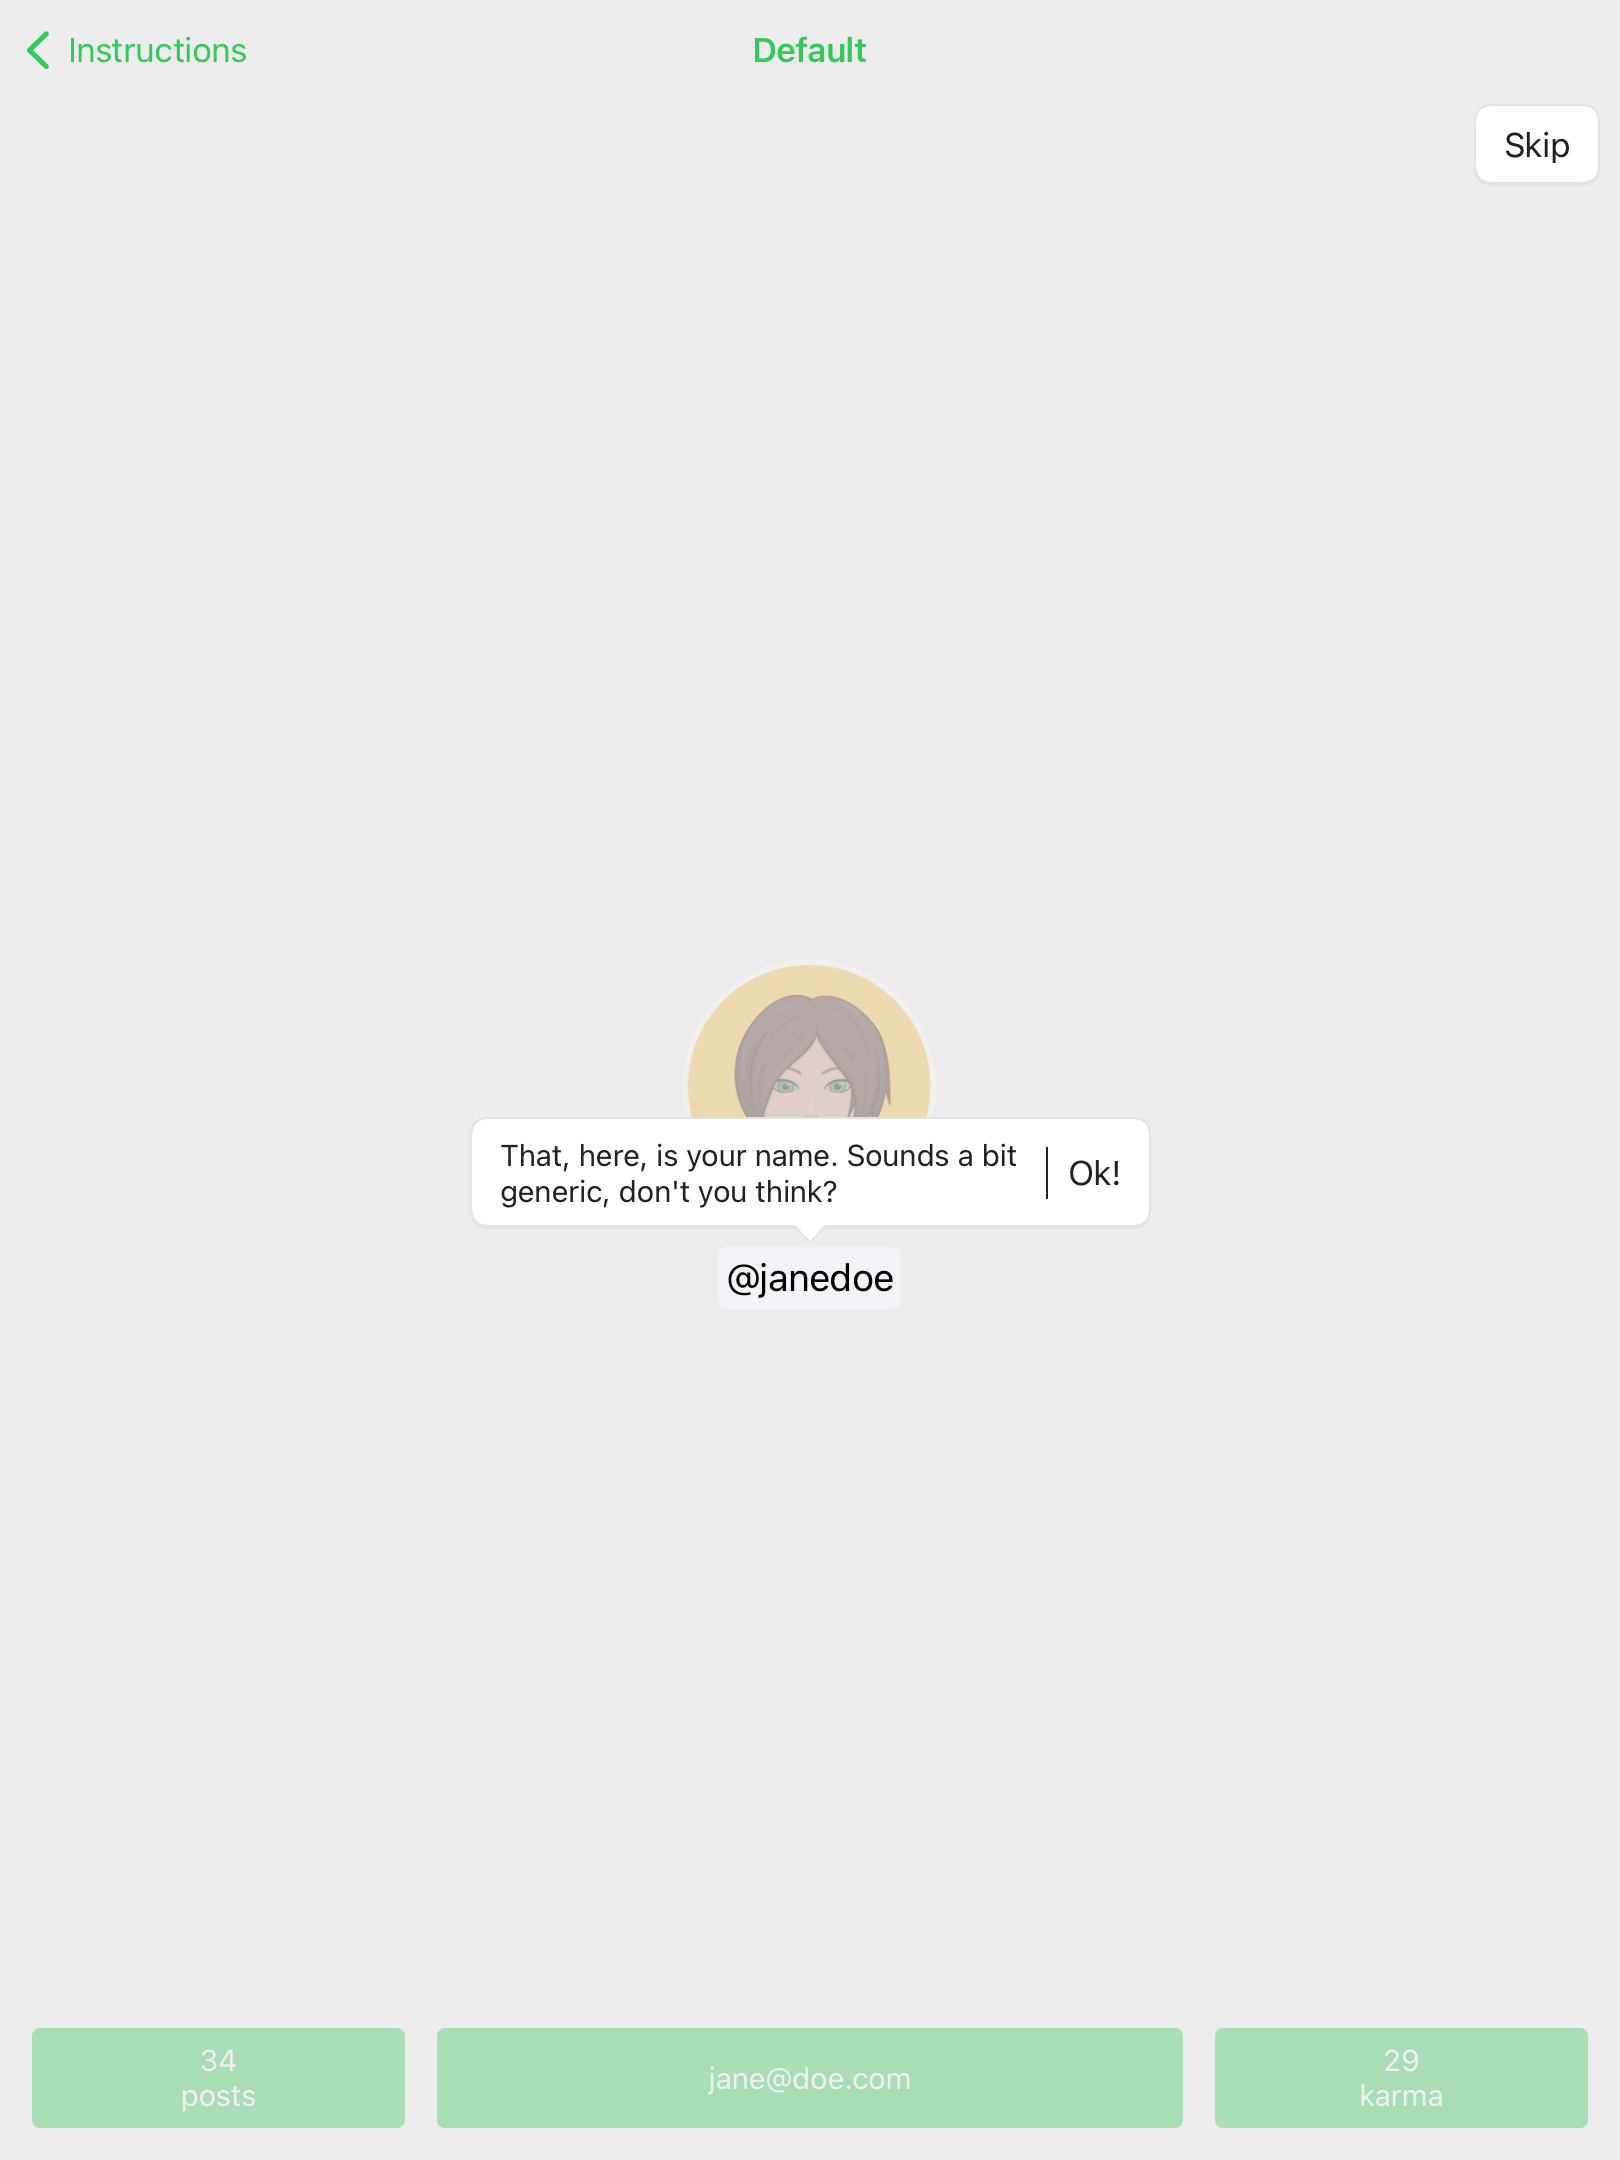 Instructions
Default
Skip
That, here, is your name. Sounds a bit
generic, don't you think?
Ok!
@janedoe
34
posts
jane@doe.com
29
karma